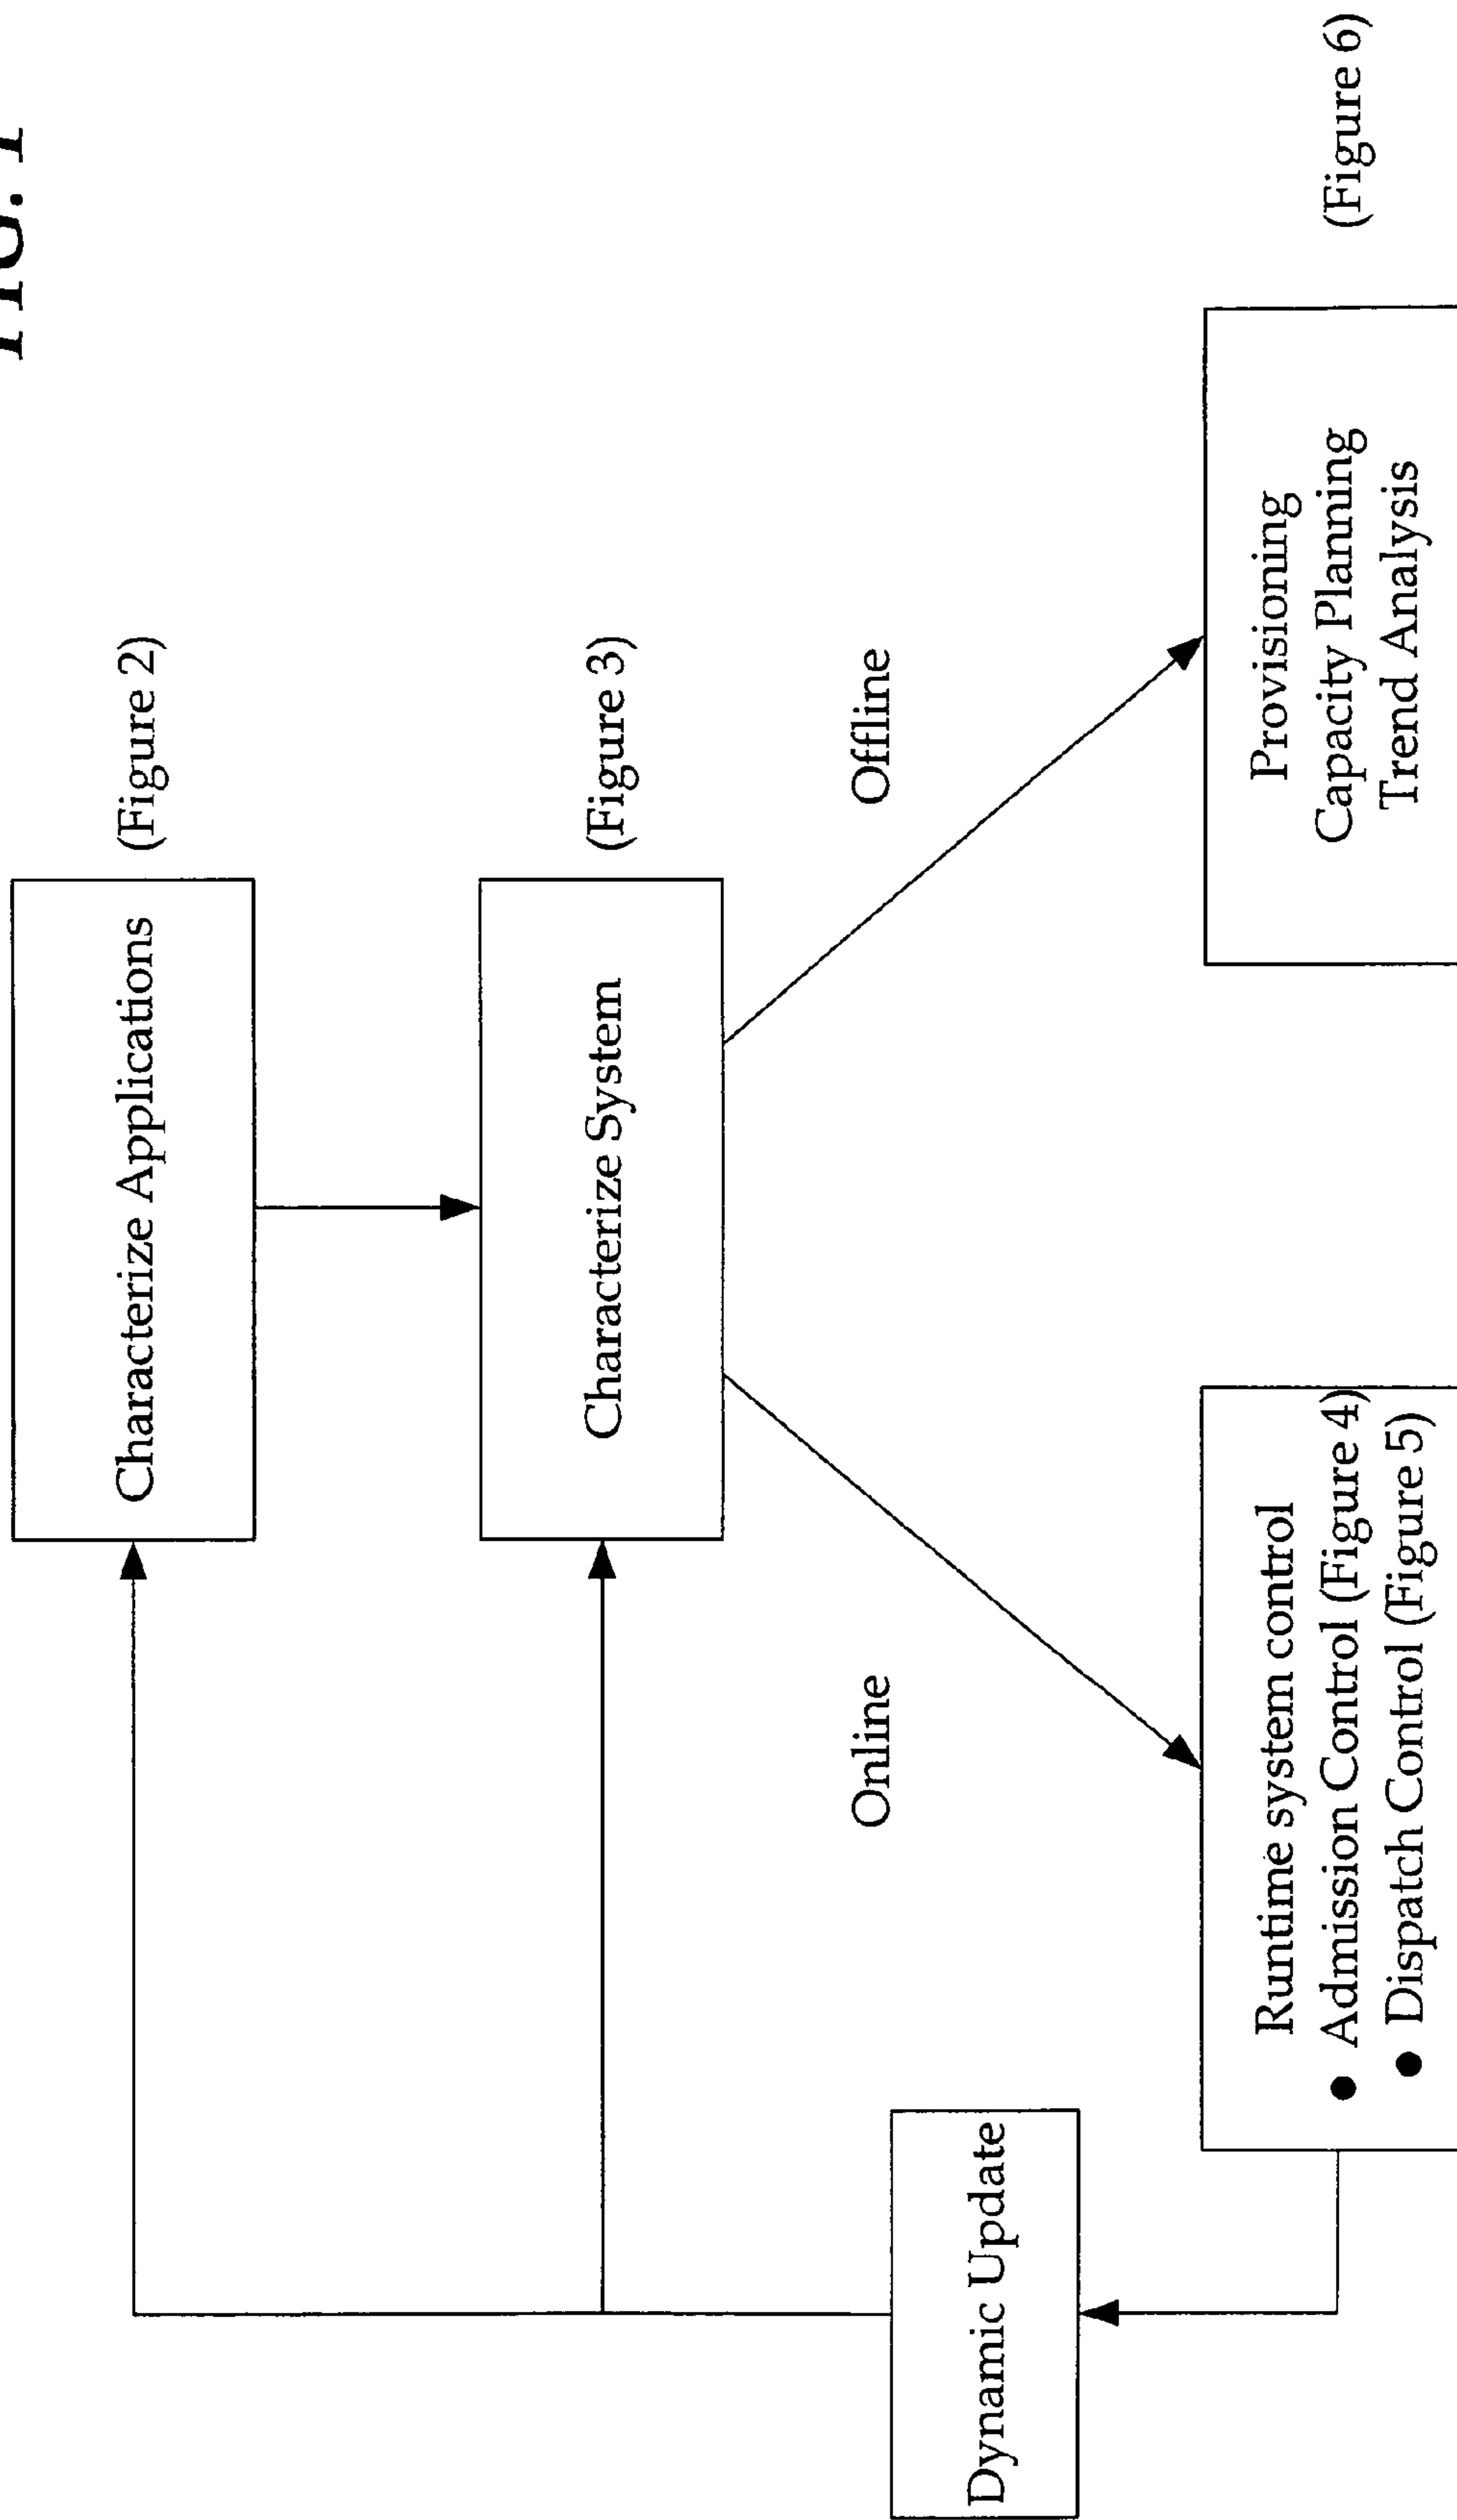 FIG. 1
Characterize Applications
(Figure 2)
Characterize System
(Figure 3)
Online
Offline
Dynamic Update
Runtime system control
● Admission Control (Figure 4)
● Dispatch Control (Figure 5)
Provisioning
Capacity Planning
Trend Analysis
(Figure 6)